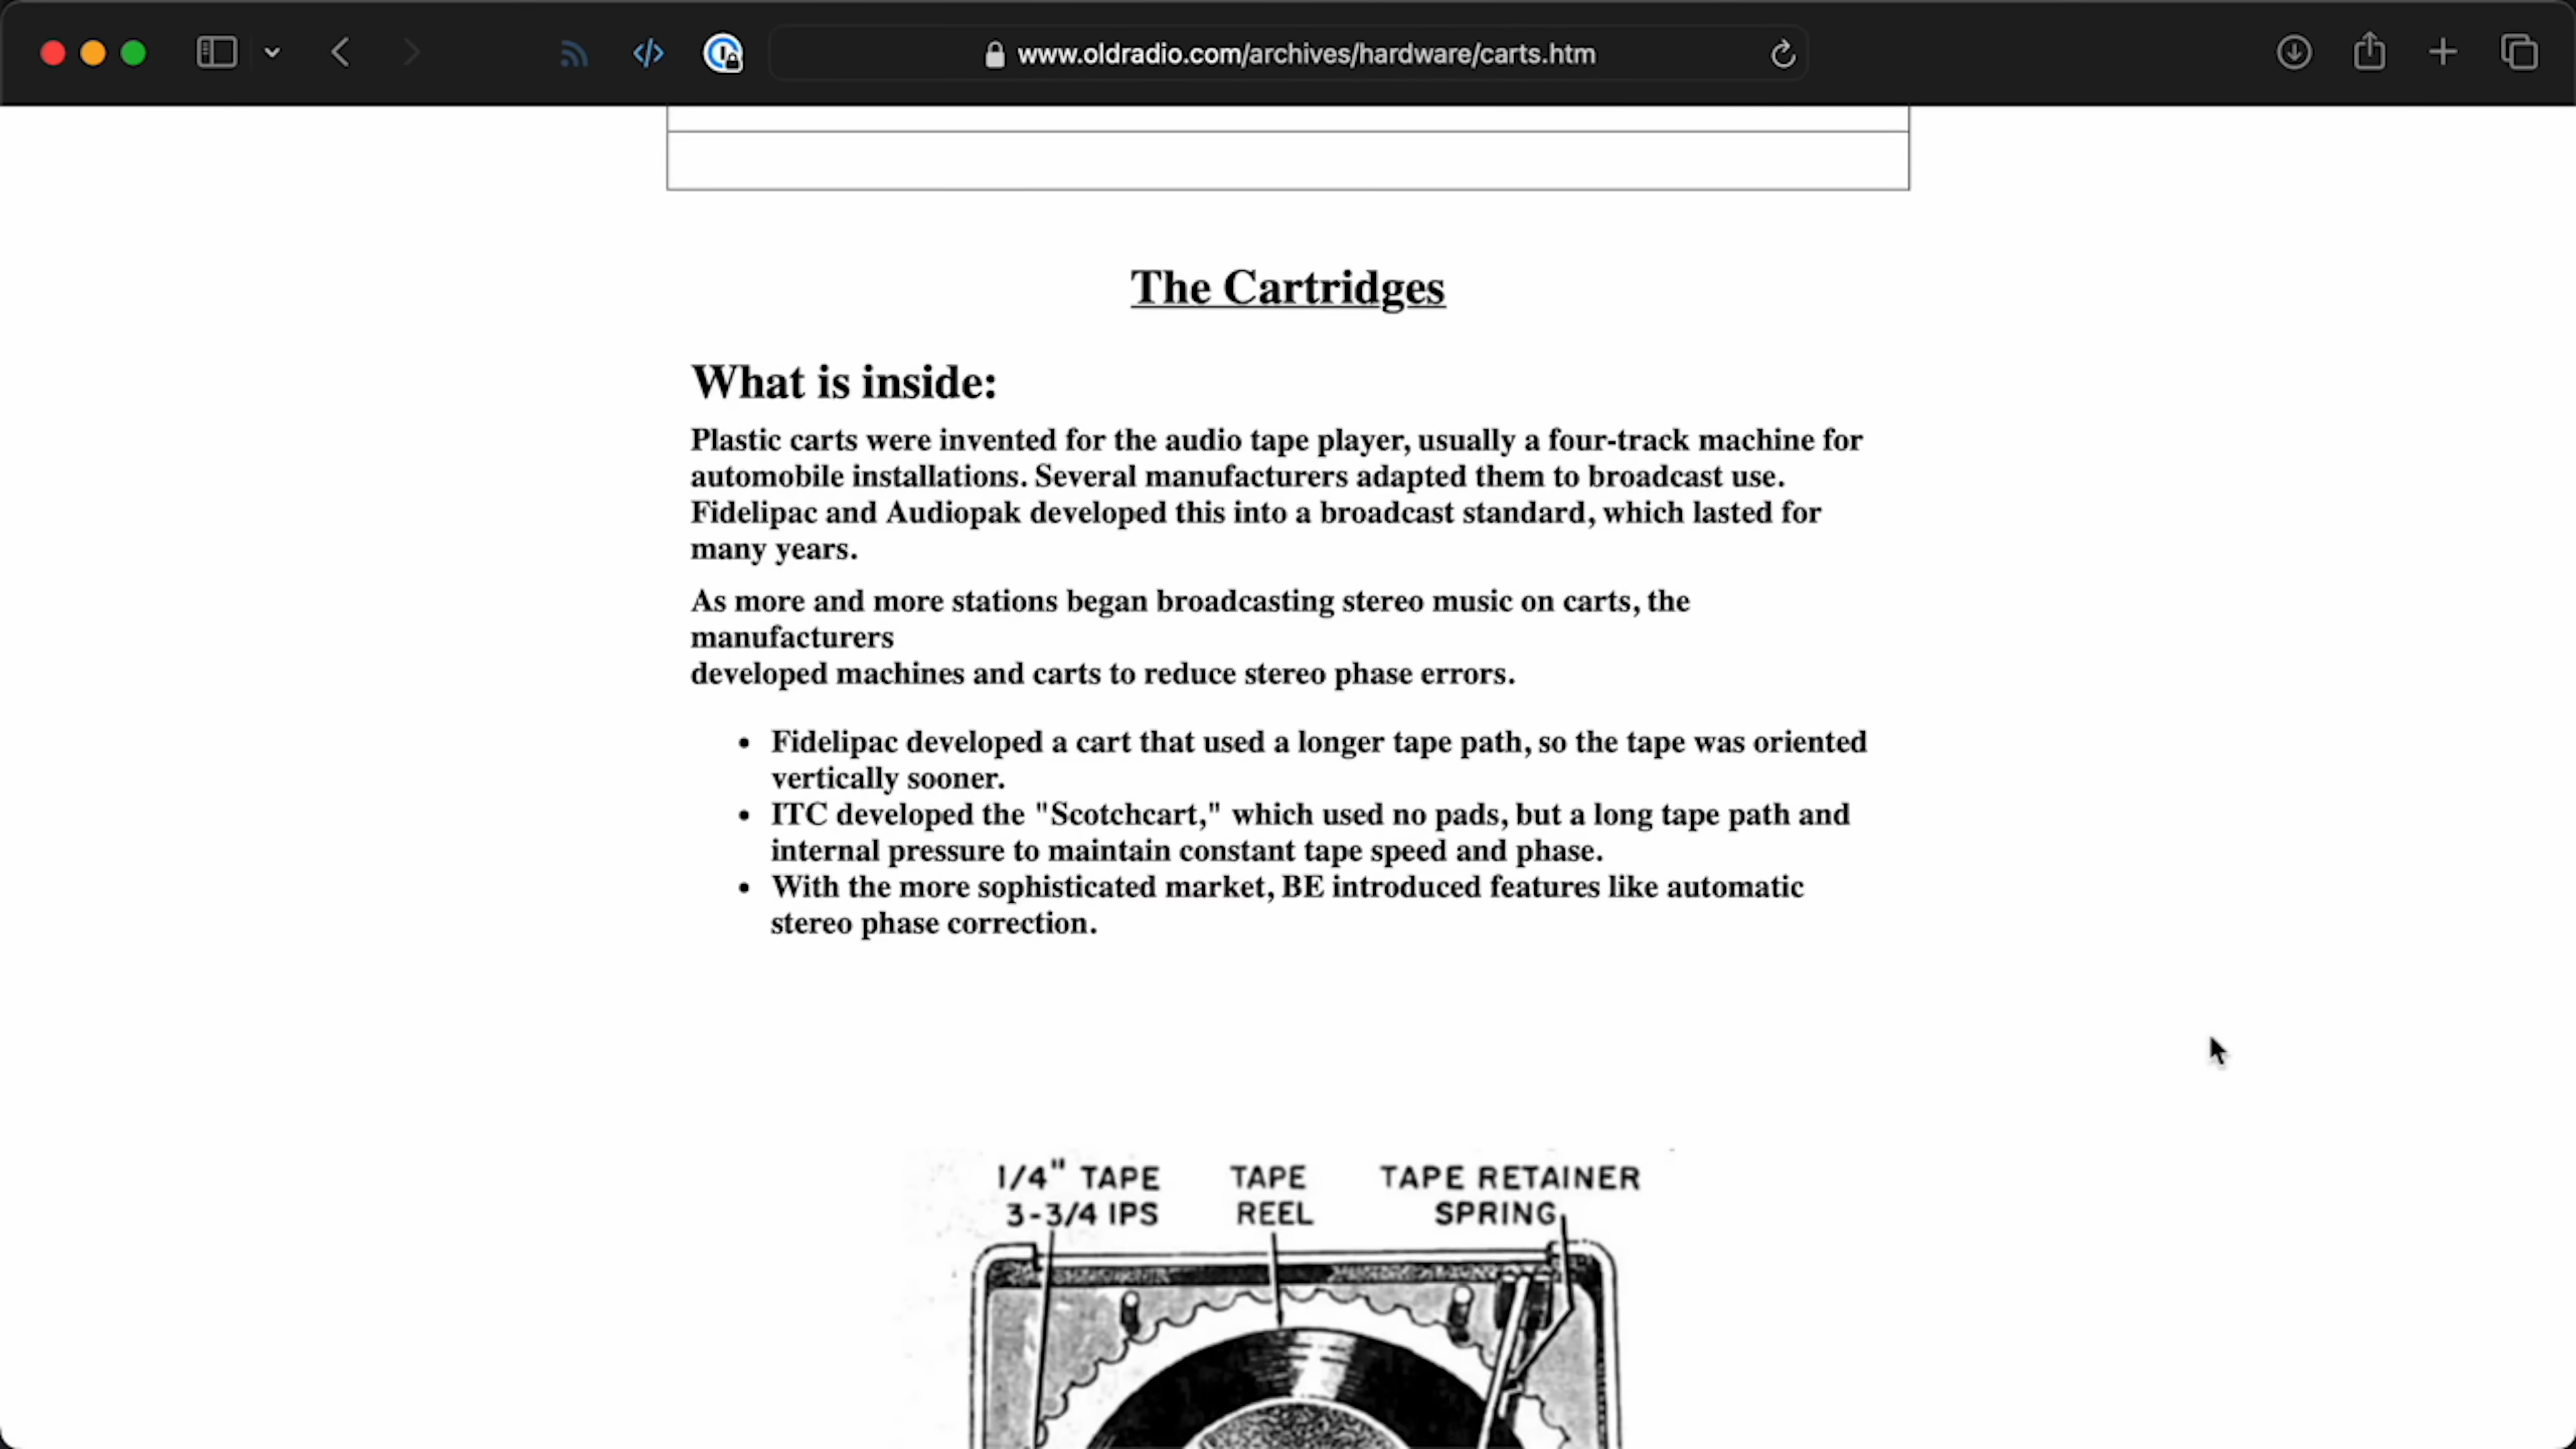 www.oldradio.com/archives/hardware/carts.htm
The Cartridges
What is inside:
Plastic carts were invented for the audio tape player, usually a four-track machine for
automobile installations. Several manufacturers adapted them to broadcast use.
Fidelipac and Audiopak developed this into a broadcast standard, which lasted for
many years.
As more and more stations began broadcasting stereo music on carts, the
manufacturers
developed machines and carts to reduce stereo phase errors.
• Fidelipac developed a cart that used a longer tape path, so the tape was oriented
vertically sooner.
• ITC developed the "Scotchcart," which used no pads, but a long tape path and
internal pressure to maintain constant tape speed and phase.
• With the more sophisticated market, BE introduced features like automatic
stereo phase correction.
1/4" TAPE
3-3/4 IPS
TAPE
REEL
TAPE RETAINER
SPRING